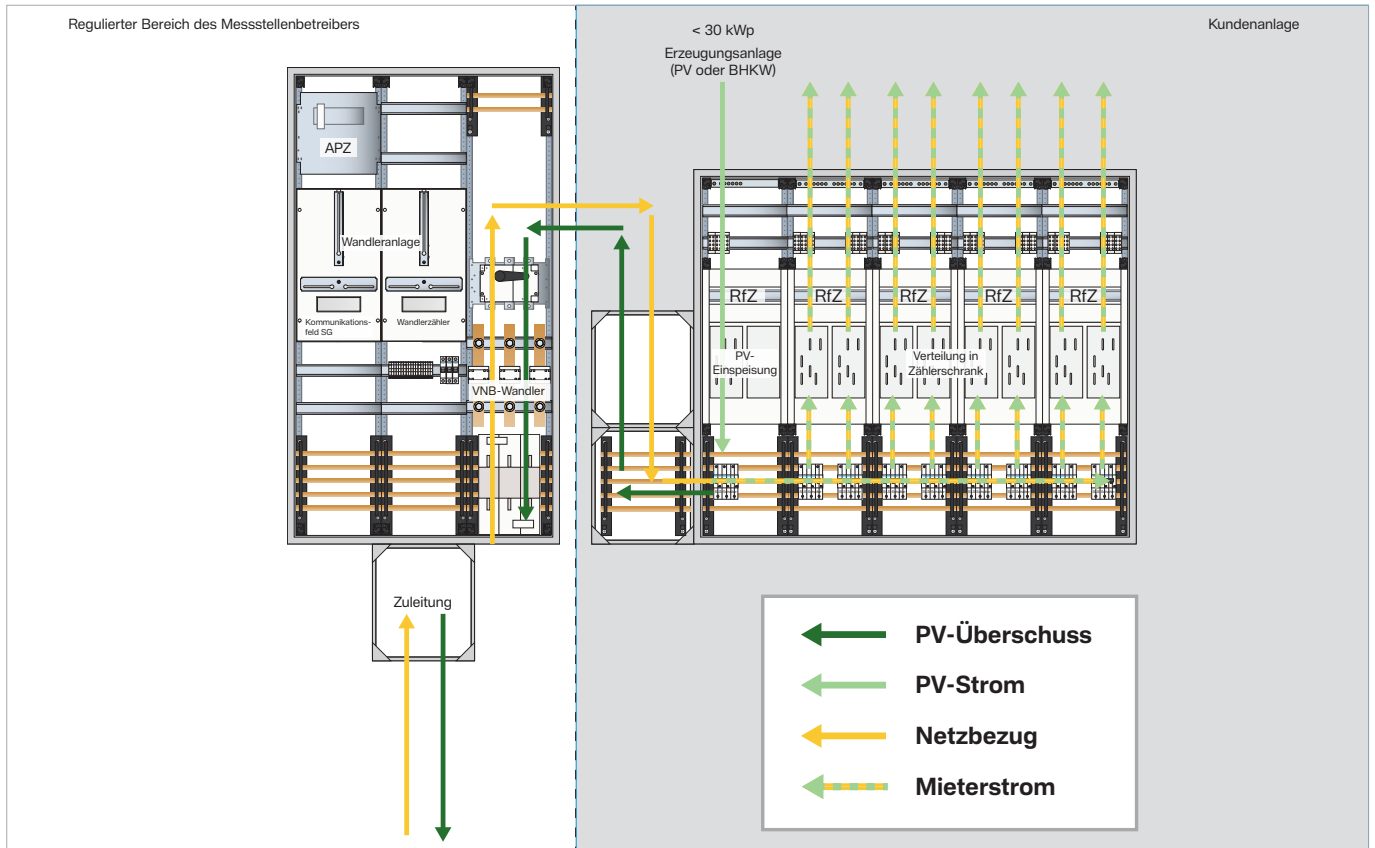 Regulierter Bereich des Messstellenbetreibers
Kundenanlage
< 30 kWp
Erzeugungsanlage
(PV oder BHKW)
APZ
Wandleranlage
Kommunikations-
feld SG
Wandlerzähler
VNB-Wandler
Zuleitung
RfZ
RfZ
RfZ
RfZ
RfZ
PV-
Einspeisung
Verteilung in
Zählerschrank
PV-Überschuss
PV-Strom
Netzbezug
Mieterstrom